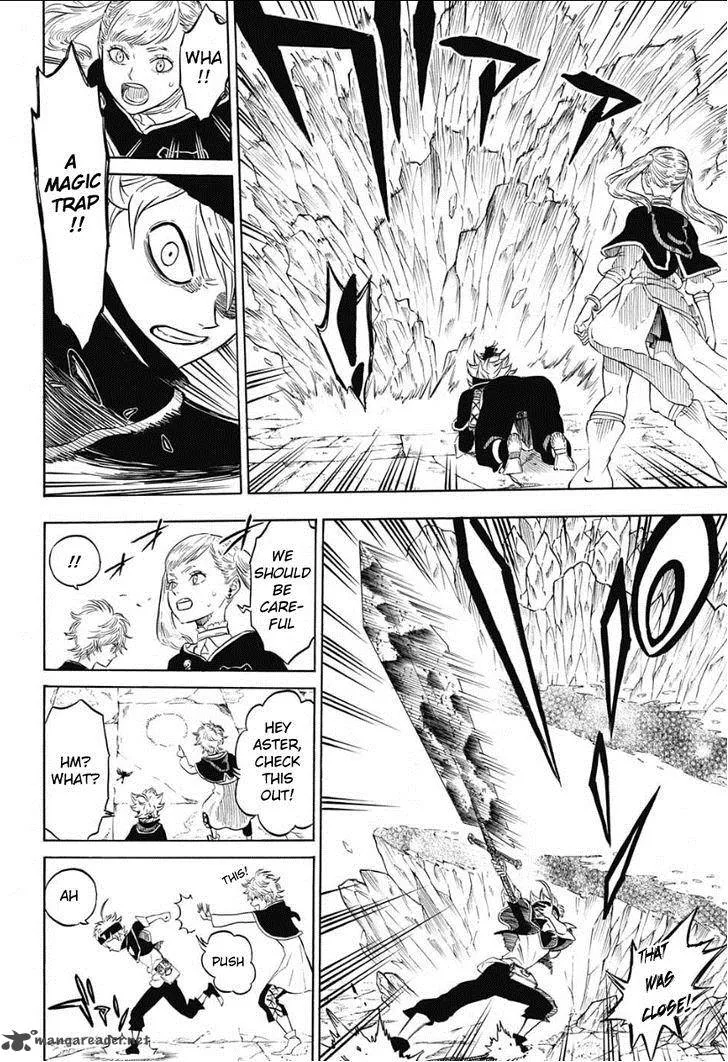 WHA
!!
A
MAGIC
TRAP
!!
THAT
WAS
CLOSE!
WE
SHOULD
BE
CARE-
FUL
!!
HEY
ASTER,
CHECK
THIS
OUT!
HM?
WHAT?
THIS!
PUSH
AH
mangareader.net
7